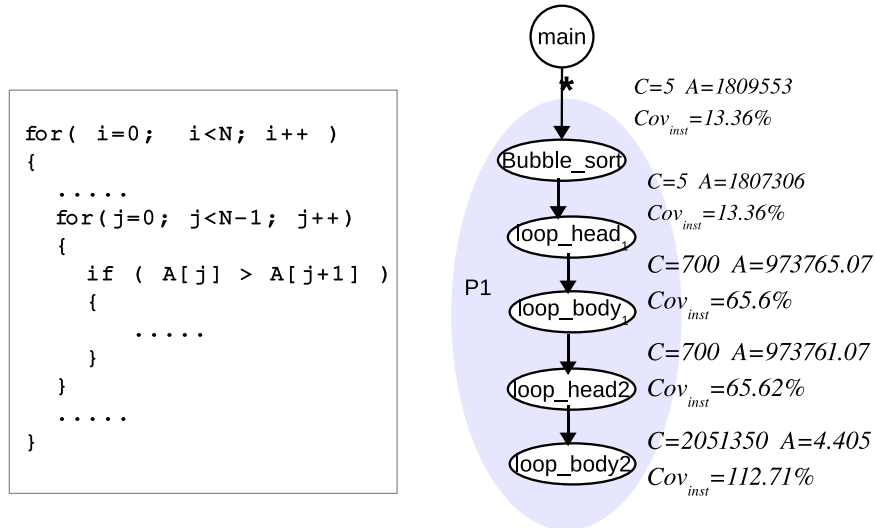 for( i=0; i<N; i++ )
{
.....
for(j=0; j<N-1; j++)
{
if ( A[j] > A[j+1] )
{
.....
}
}
.....
}
main
*
C=5 A=1809553
Cov_inst=13.36%
Bubble_sort
C=5 A=1807306
Cov_inst=13.36%
loop_head_1
C=700 A=973765.07
Cov_inst=65.6%
P1
loop_body_1
C=700 A=973761.07
Cov_inst=65.62%
loop_head2
C=2051350 A=4.405
Cov_inst=112.71%
loop_body2